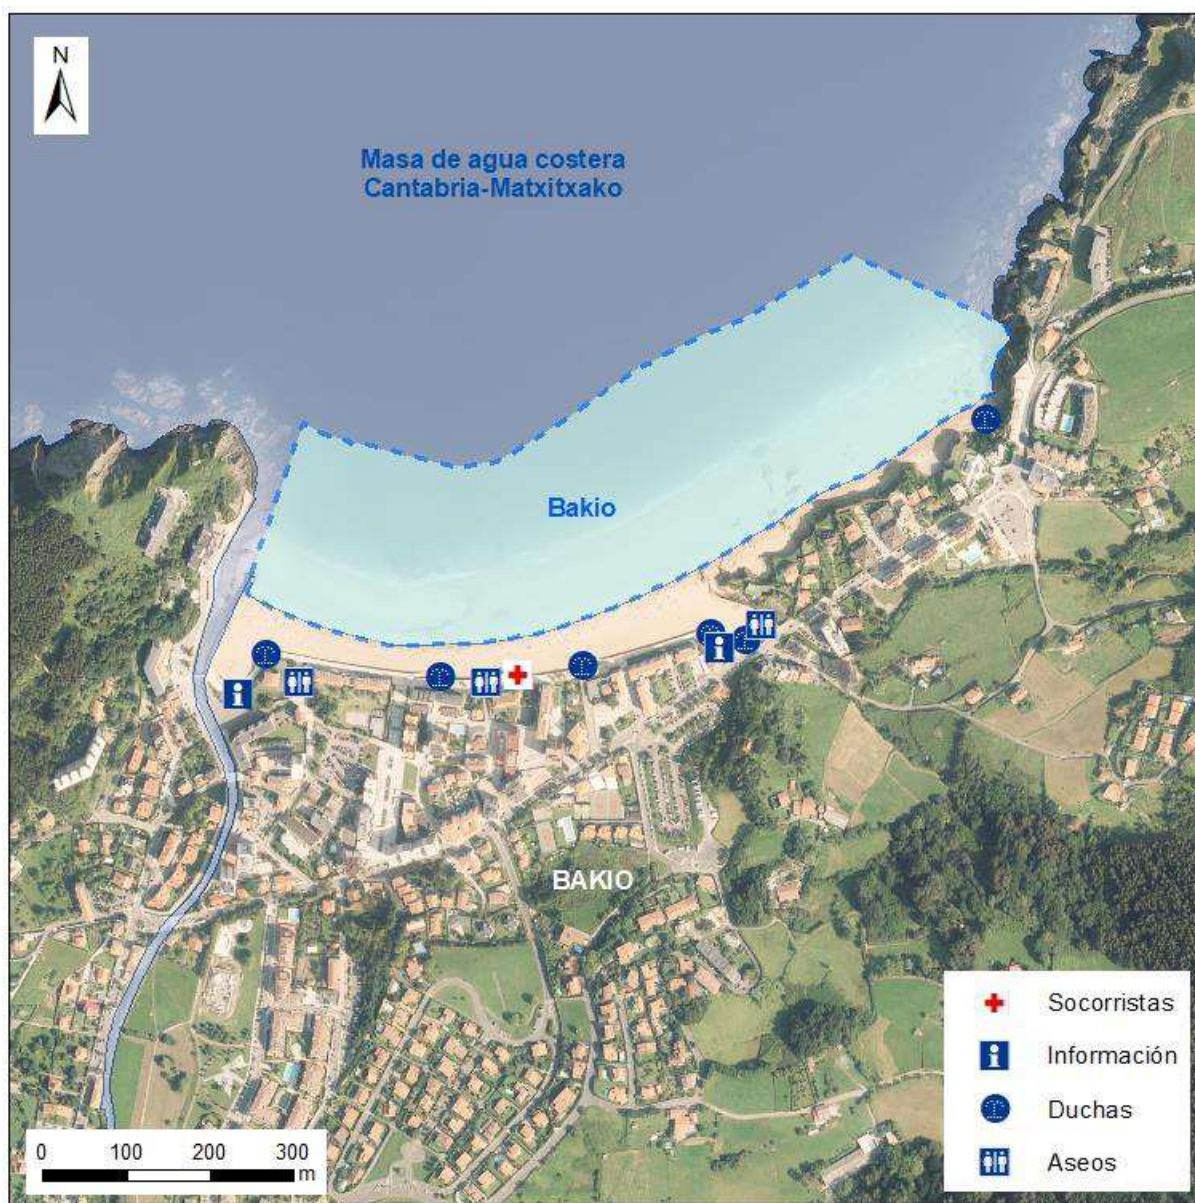 N
Masa de agua costera
Cantabria-Matxitxako
Bakio
BAKIO
Socorristas
Información
Duchas
Aseos
0 100 200 300
m